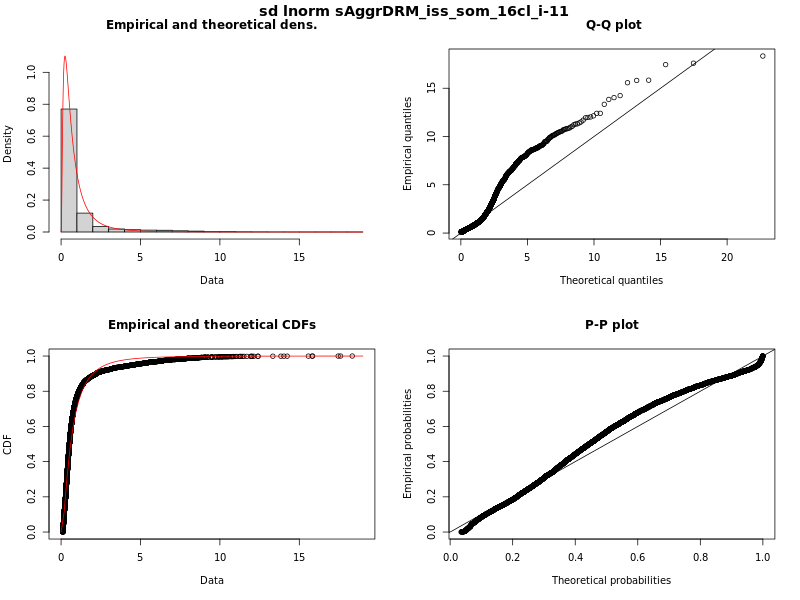 sd lnorm sAggrDRM_iss_som_16cl_i-11
Empirical and theoretical dens.
Density
0.0 0.2 0.4 0.6 0.8 1.0
0 5 10 15
Data
Q-Q plot
Empirical quantiles
0 5 10 15
0 5 10 15 20
Theoretical quantiles
Empirical and theoretical CDFs
CDF
0.0 0.2 0.4 0.6 0.8 1.0
0 5 10 15
Data
P-P plot
Empirical probabilities
0.0 0.2 0.4 0.6 0.8 1.0
0.0 0.2 0.4 0.6 0.8 1.0
Theoretical probabilities